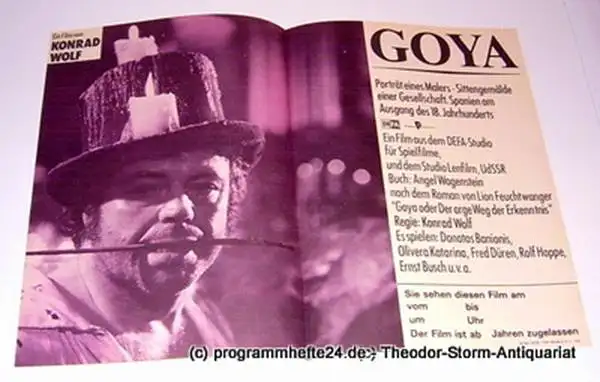 Ein Film von
KONRAD
WOLF
GOYA
Porträt eines Malers - Sittengemälde
einer Gesellschaft. Spanien am
Ausgang des 18. Jahrhunderts
Ein Film aus dem DEFA-Studio
für Spielfilme,
und dem Studio Lenfilm, UdSSR
Buch: Angel Wagenstein
nach dem Roman von Lion Feuchtwanger
"Goya oder Der arge Weg der Erkenntnis"
Regie: Konrad Wolf
Es spielen: Donatas Banionis,
Olivera Katarina, Fred Düren, Rolf Hoppe,
Ernst Busch u.v.a.
Sie sehen diesen Film am
vom bis
um Uhr
Der Film ist ab Jahren zugelassen
(c) programmhefte24.de:) Theodor-Storm-Antiquariat